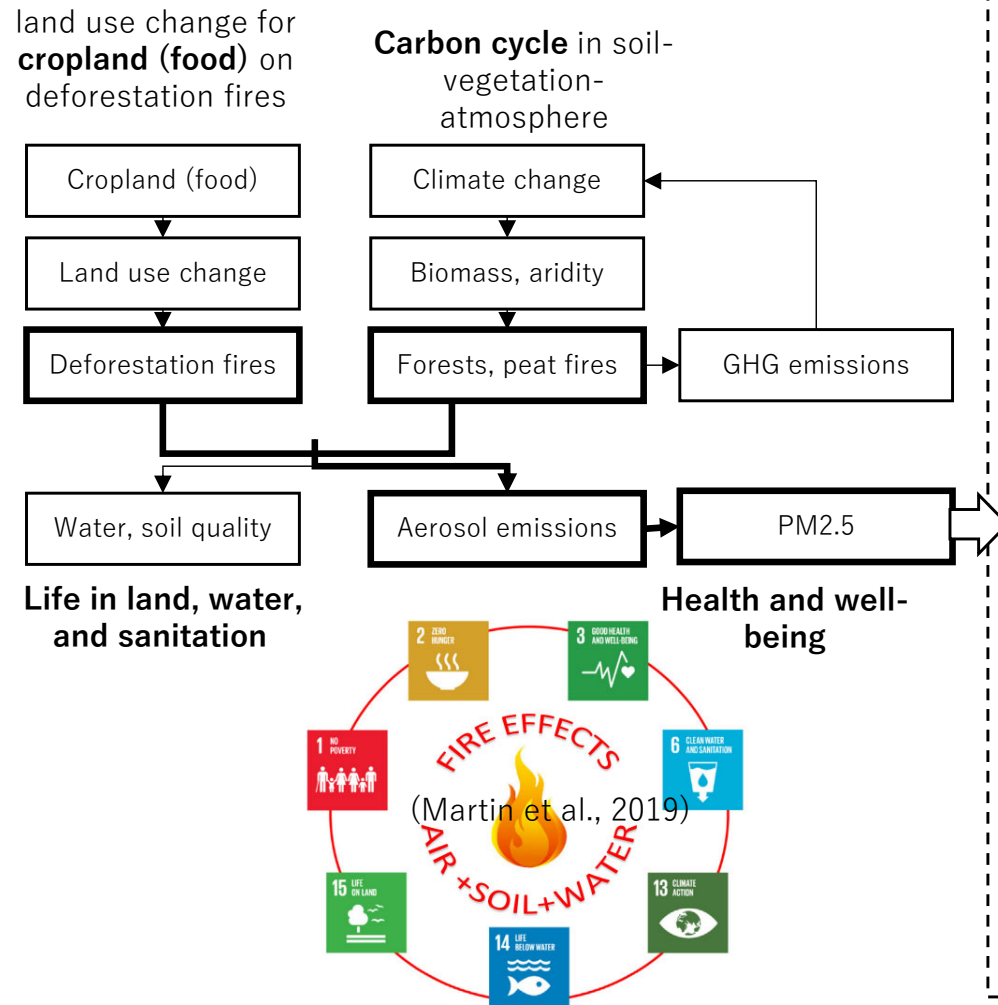 land use change for
cropland (food) on
deforestation fires
Carbon cycle in soil-
vegetation-
atmosphere
Cropland (food)
Climate change
Land use change
Biomass, aridity
Deforestation fires
Forests, peat fires
GHG emissions
Water, soil quality
Aerosol emissions
PM2.5
Life in land, water,
and sanitation
Health and well-
being
2 ZERO
HUNGER
3 GOOD HEALTH
AND WELL-BEING
1 NO
POVERTY
FIRE EFFECTS
6 CLEAN WATER
AND SANITATION
(Martin et al., 2019)
AIR +SOIL+WATER
15 LIFE
ON LAND
13 CLIMATE
ACTION
14 LIFE
BELOW WATER